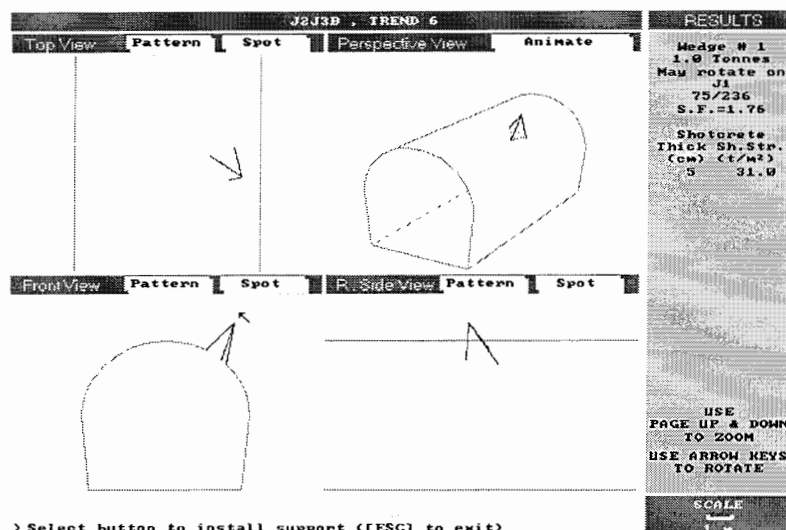 J2J3B , TREND 6
RESULTS
Top View Pattern Spot
Perspective View Animate
Wedge # 1
1.0 Tonnes
May rotate on
J1
75/236
S.F.=1.76
Shotcrete
Thick Sh.Str.
(cm) (t/m²)
5 31.0
Front View Pattern Spot
R. Side View Pattern Spot
USE
PAGE UP & DOWN
TO ZOOM
USE ARROW KEYS
TO ROTATE
SCALE
> Select button to install support ([ESC] to exit)